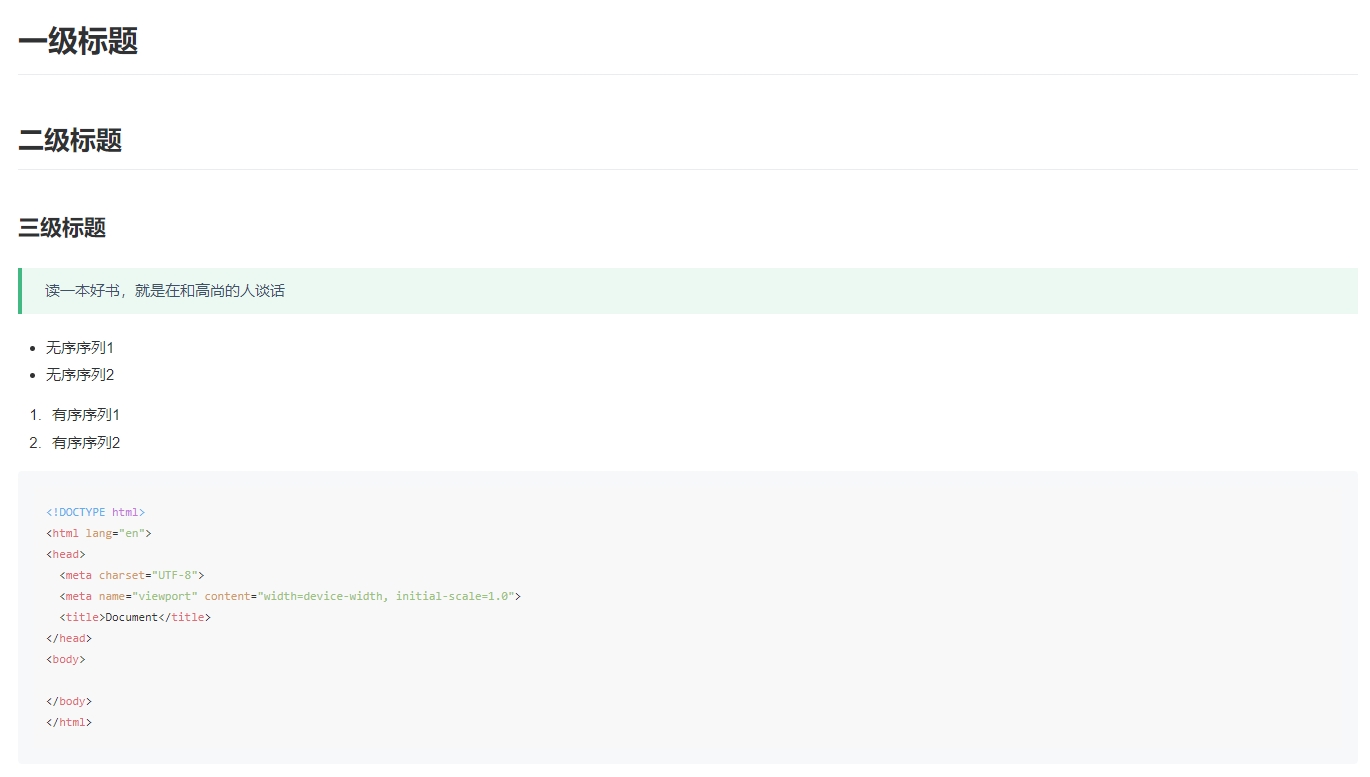 一级标题
二级标题
三级标题
读一本好书，就是在和高尚的人谈话
• 无序序列1
• 无序序列2
1. 有序序列1
2. 有序序列2
<!DOCTYPE html>
<html lang="en">
<head>
  <meta charset="UTF-8">
  <meta name="viewport" content="width=device-width, initial-scale=1.0">
  <title>Document</title>
</head>
<body>

</body>
</html>